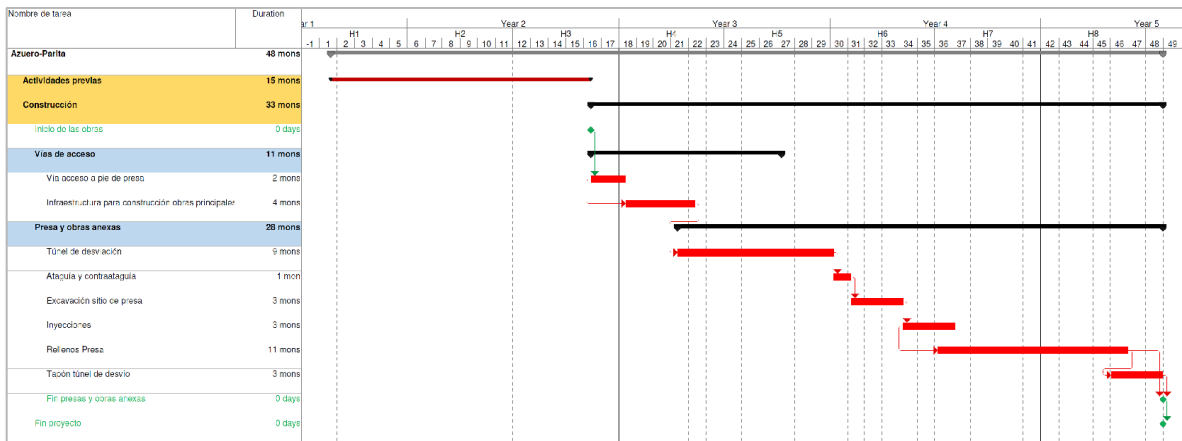 Nombre de tarea Duration
ar 1 Year 2 Year 3 Year 4 Year 5
H1 H2 H3 H4 H5 H6 H7 H8
-1 1 2 3 4 5 6 7 8 9 10 11 12 13 14 15 16 17 18 19 20 21 22 23 24 25 26 27 28 29 30 31 32 33 34 35 36 37 38 39 40 41 42 43 44 45 46 47 48 49
Azuero-Parita 48 mons
Actividades previas 15 mons
Construcción 33 mons
Inicio de las obras 0 days
Vías de acceso 11 mons
Vía acceso a pie de presa 2 mons
Infraestructura para construcción obras principales 4 mons
Presa y obras anexas 28 mons
Túnel de desviación 9 mons
Ataguía y contraataguía 1 mon
Excavación sitio de presa 3 mons
Inyecciones 3 mons
Rellenos Presa 11 mons
Tapón túnel de desvío 3 mons
Fin presas y obras anexas 0 days
Fin proyecto 0 days